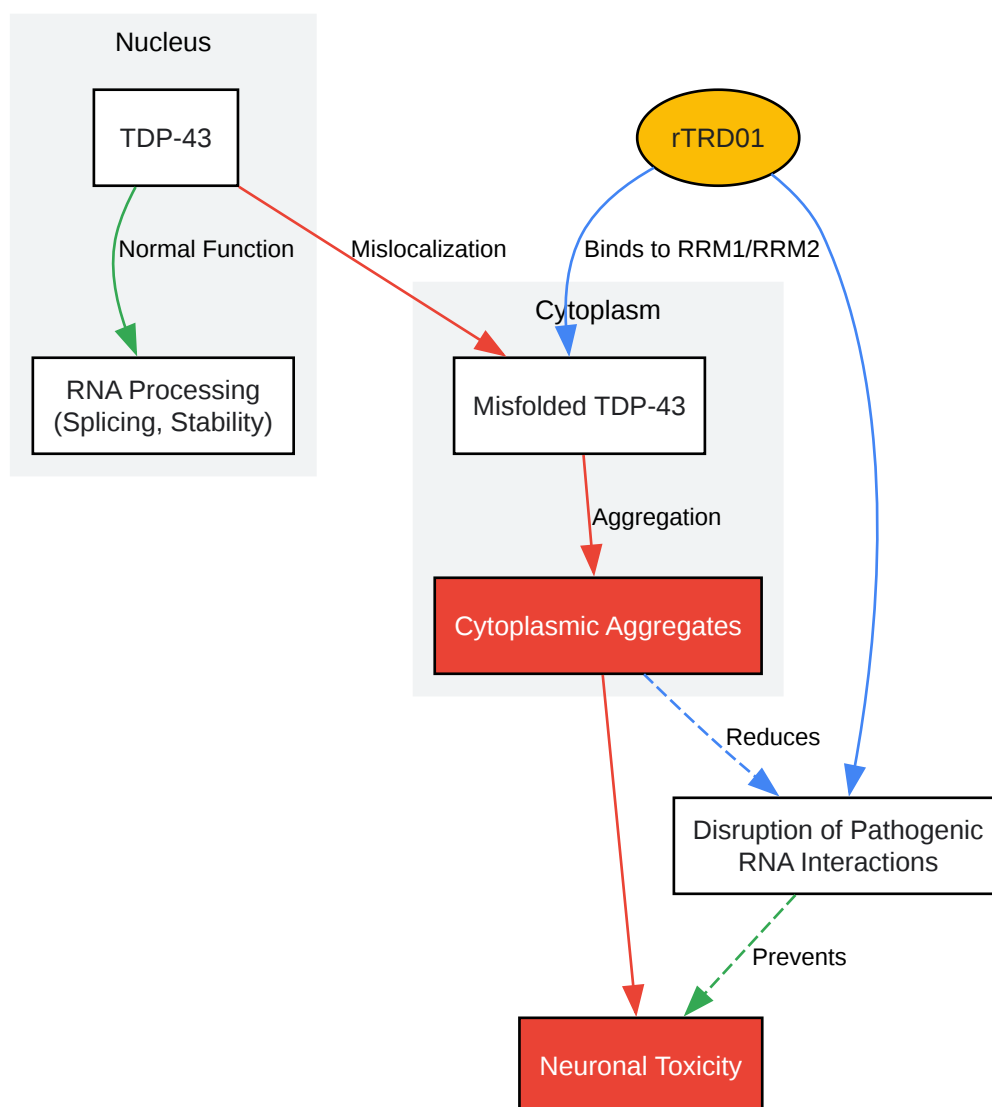 Nucleus
TDP-43
rTRD01
Normal Function
Mislocalization
Binds to RRM1/RRM2
Cytoplasm
RNA Processing
(Splicing, Stability)
Misfolded TDP-43
Aggregation
Cytoplasmic Aggregates
Reduces
Disruption of Pathogenic
RNA Interactions
Prevents
Neuronal Toxicity